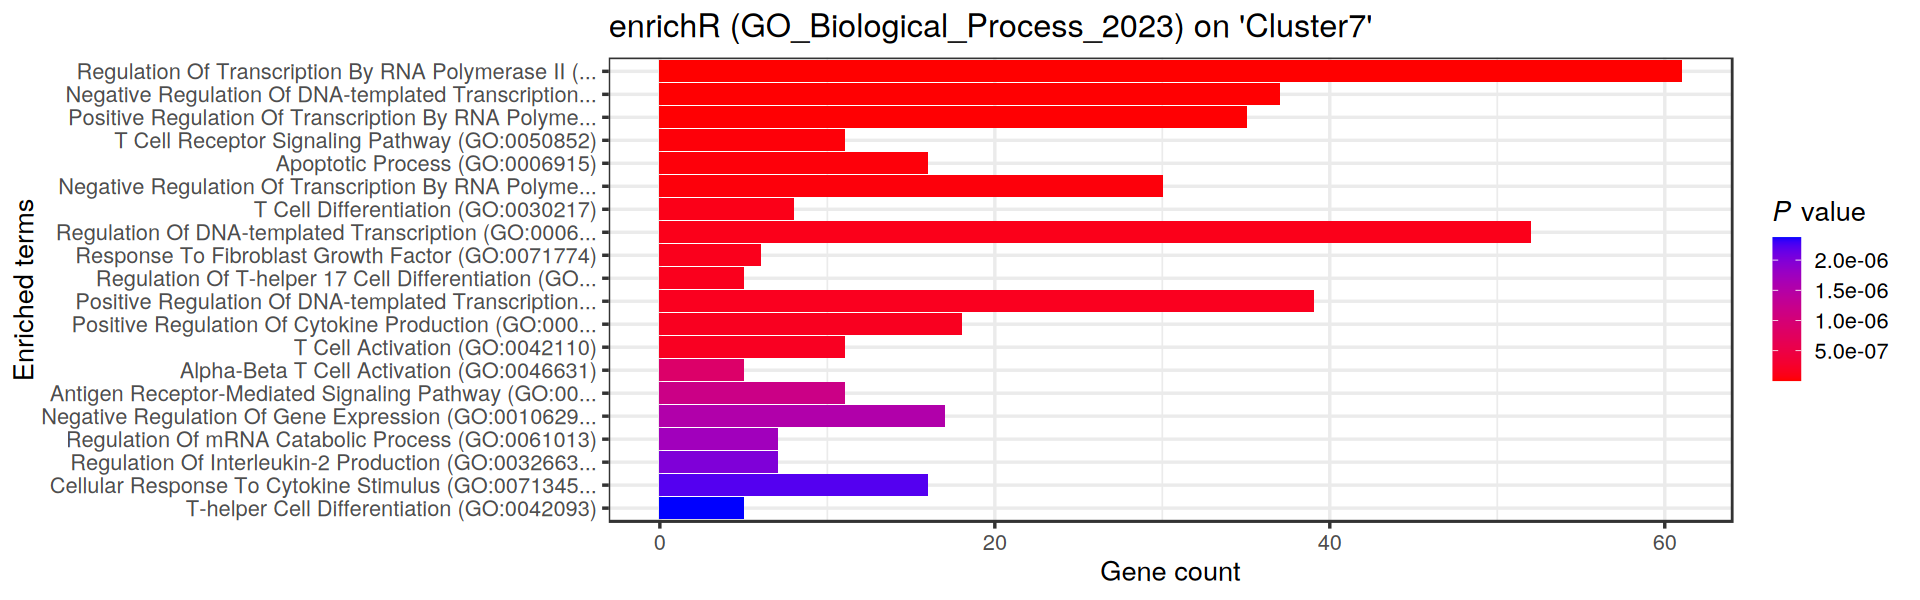 enrichR (GO_Biological_Process_2023) on 'Cluster7'
Enriched terms
Regulation Of Transcription By RNA Polymerase II (...
Negative Regulation Of DNA-templated Transcription...
Positive Regulation Of Transcription By RNA Polyme...
T Cell Receptor Signaling Pathway (GO:0050852)
Apoptotic Process (GO:0006915)
Negative Regulation Of Transcription By RNA Polyme...
T Cell Differentiation (GO:0030217)
Regulation Of DNA-templated Transcription (GO:0006...
Response To Fibroblast Growth Factor (GO:0071774)
Regulation Of T-helper 17 Cell Differentiation (GO...
Positive Regulation Of DNA-templated Transcription...
Positive Regulation Of Cytokine Production (GO:000...
T Cell Activation (GO:0042110)
Alpha-Beta T Cell Activation (GO:0046631)
Antigen Receptor-Mediated Signaling Pathway (GO:00...
Negative Regulation Of Gene Expression (GO:0010629...
Regulation Of mRNA Catabolic Process (GO:0061013)
Regulation Of Interleukin-2 Production (GO:0032663...
Cellular Response To Cytokine Stimulus (GO:0071345...
T-helper Cell Differentiation (GO:0042093)
0 20 40 60
Gene count
P value
2.0e-06
1.5e-06
1.0e-06
5.0e-07